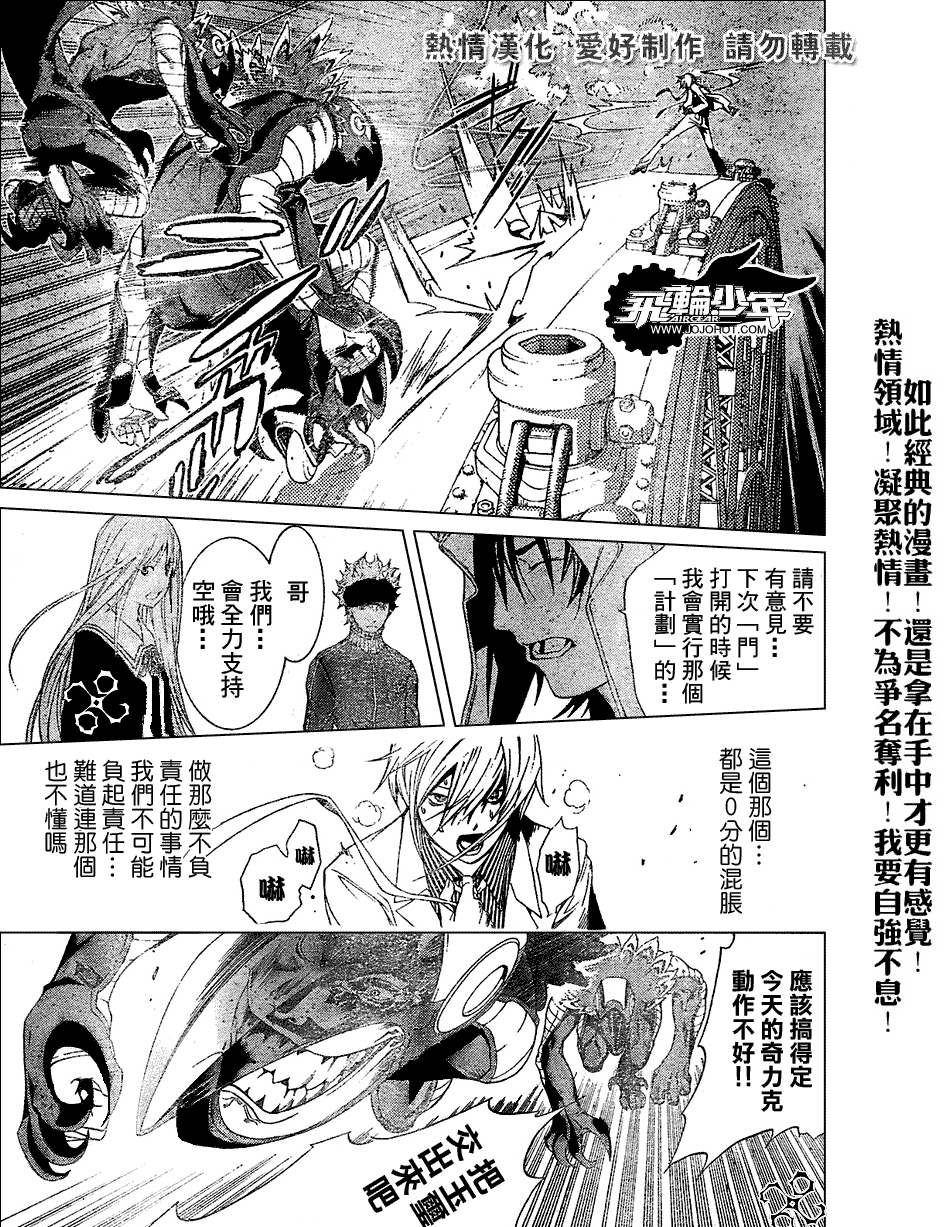 熱情漢化 愛好制作 請勿轉載
飛輪少年
AIRGEAR
WWW.JOJOHOT.COM
如此經典的漫畫！還是拿在手中才更有感覺！
熱情領域！凝聚熱情！不為爭名奪利！我要自強不息！
請不要
有意見…
下次「門」
打開的時候
我會實行那個
「計劃」的…
哥
我們…
會全力支持
空哦…
這個那個…
都是0分的混脹
嚇
嚇
做那麼不負
責任的事情
我們不可能
負起責任…
難道連那個
也不懂嗎
應該搞得定
今天的奇力克
動作不好!!
把玉璽
交出來吧